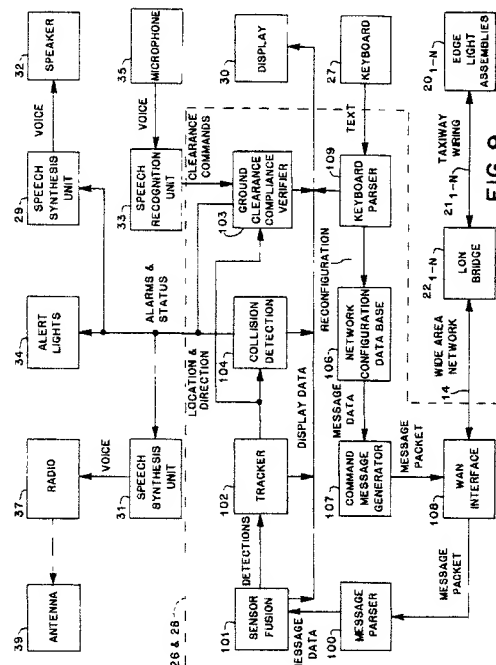 39
ANTENNA
37
RADIO
VOICE
34
ALERT
LIGHTS
29
SPEECH
SYNTHESIS
UNIT
VOICE
32
SPEAKER
31
SPEECH
SYNTHESIS
UNIT
ALARMS &
STATUS
33
SPEECH
RECOGNITION
UNIT
VOICE
35
MICROPHONE
26 & 28
LOCATION &
DIRECTION
CLEARANCE
COMMANDS
101
SENSOR
FUSION
DETECTIONS
102
TRACKER
104
COLLISION
DETECTION
103
GROUND
CLEARANCE
COMPLIANCE
VERIFIER
30
DISPLAY
DISPLAY DATA
MESSAGE
DATA
106
NETWORK
CONFIGURATION
DATA BASE
RECONFIGURATION
109
KEYBOARD
PARSER
TEXT
27
KEYBOARD
107
COMMAND
MESSAGE
GENERATOR
MESSAGE
DATA
100
MESSAGE
PARSER
MESSAGE
PACKET
MESSAGE PACKET
108
WAN
INTERFACE
14
WIDE AREA
NETWORK
22 1-N
LON
BRIDGE
21 1-N
TAXIWAY
WIRING
20 1-N
EDGE
LIGHT
ASSEMBLIES
FIG. 9